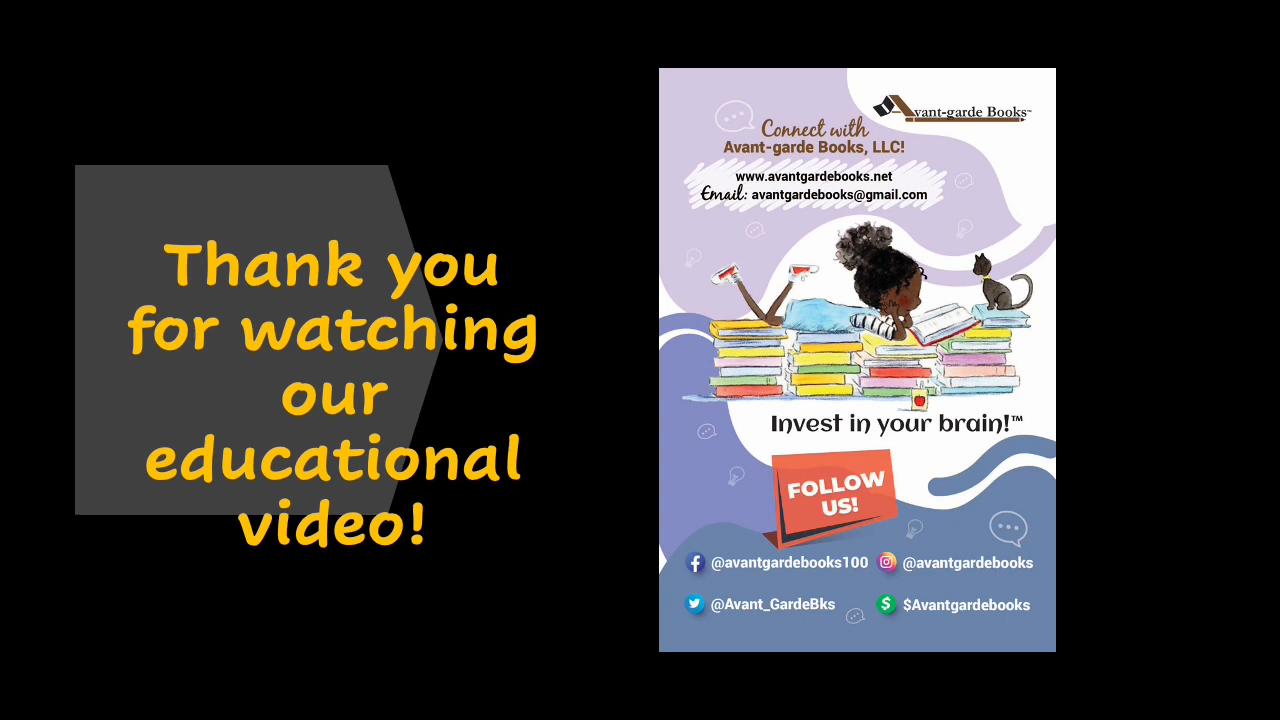 Thank you
for watching
our
educational
video!
Avant-garde Books™
Connect with
Avant-garde Books, LLC!
www.avantgardebooks.net
Email: avantgardebooks@gmail.com
Invest in your brain!™
FOLLOW
US!
@avantgardebooks100
@avantgardebooks
@Avant_GardeBks
$Avantgardebooks